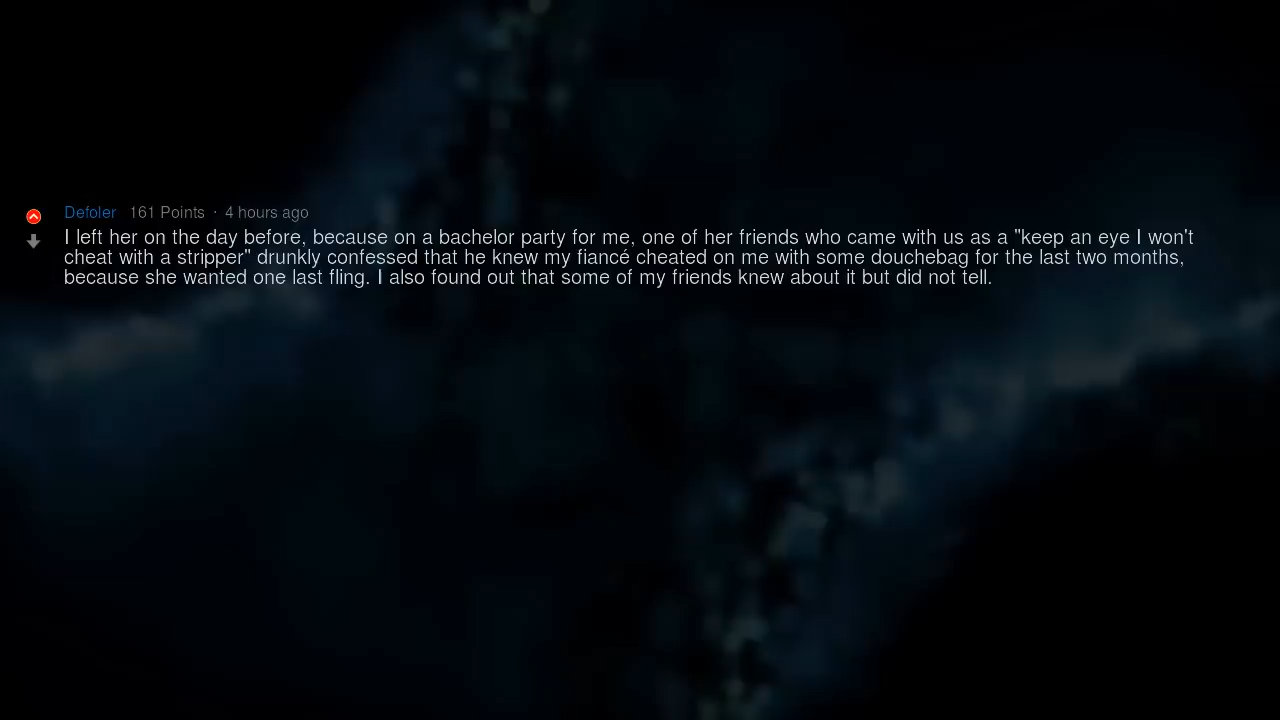 Defoler 161 Points · 4 hours ago
I left her on the day before, because on a bachelor party for me, one of her friends who came with us as a "keep an eye I won't
cheat with a stripper" drunkly confessed that he knew my fiancé cheated on me with some douchebag for the last two months,
because she wanted one last fling. I also found out that some of my friends knew about it but did not tell.